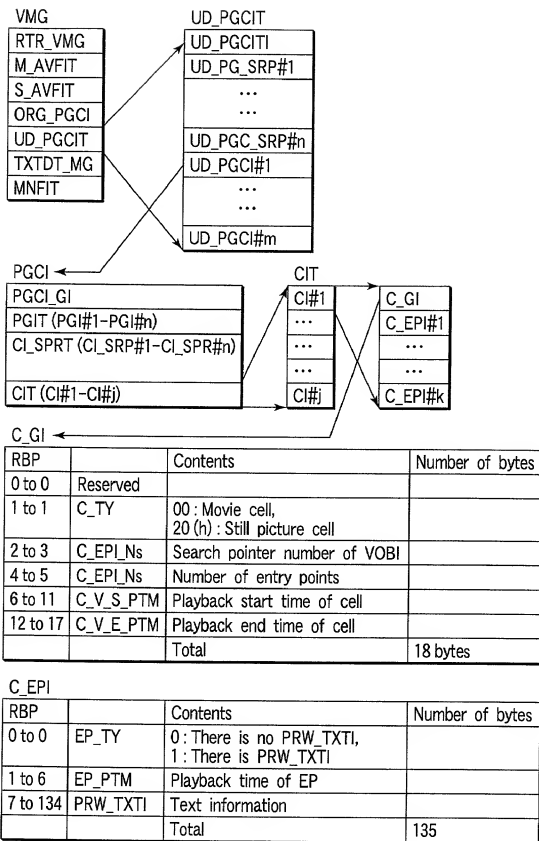 VMG
RTR_VMG
M_AVFIT
S_AVFIT
ORG_PGCI
UD_PGCIT
TXTDT_MG
MNFIT
UD_PGCIT
UD_PGCITI
UD_PG_SRP#1
...
...
UD_PGC_SRP#n
UD_PGCI#1
...
...
UD_PGCI#m
PGCI
PGCI_GI
PGIT (PGI#1-PGI#n)
CI_SPRT (CI_SRP#1-CI_SPR#n)
CIT (CI#1-CI#j)
CIT
CI#1
...
...
...
CI#j
C_GI
C_EPI#1
...
...
C_EPI#k
C_GI
RBP Contents Number of bytes
0 to 0 Reserved
1 to 1 C_TY 00 : Movie cell,
20 (h) : Still picture cell
2 to 3 C_EPI_Ns Search pointer number of VOBI
4 to 5 C_EPI_Ns Number of entry points
6 to 11 C_V_S_PTM Playback start time of cell
12 to 17 C_V_E_PTM Playback end time of cell
Total 18 bytes
C_EPI
RBP Contents Number of bytes
0 to 0 EP_TY 0 : There is no PRW_TXTI,
1 : There is PRW_TXTI
1 to 6 EP_PTM Playback time of EP
7 to 134 PRW_TXTI Text information
Total 135